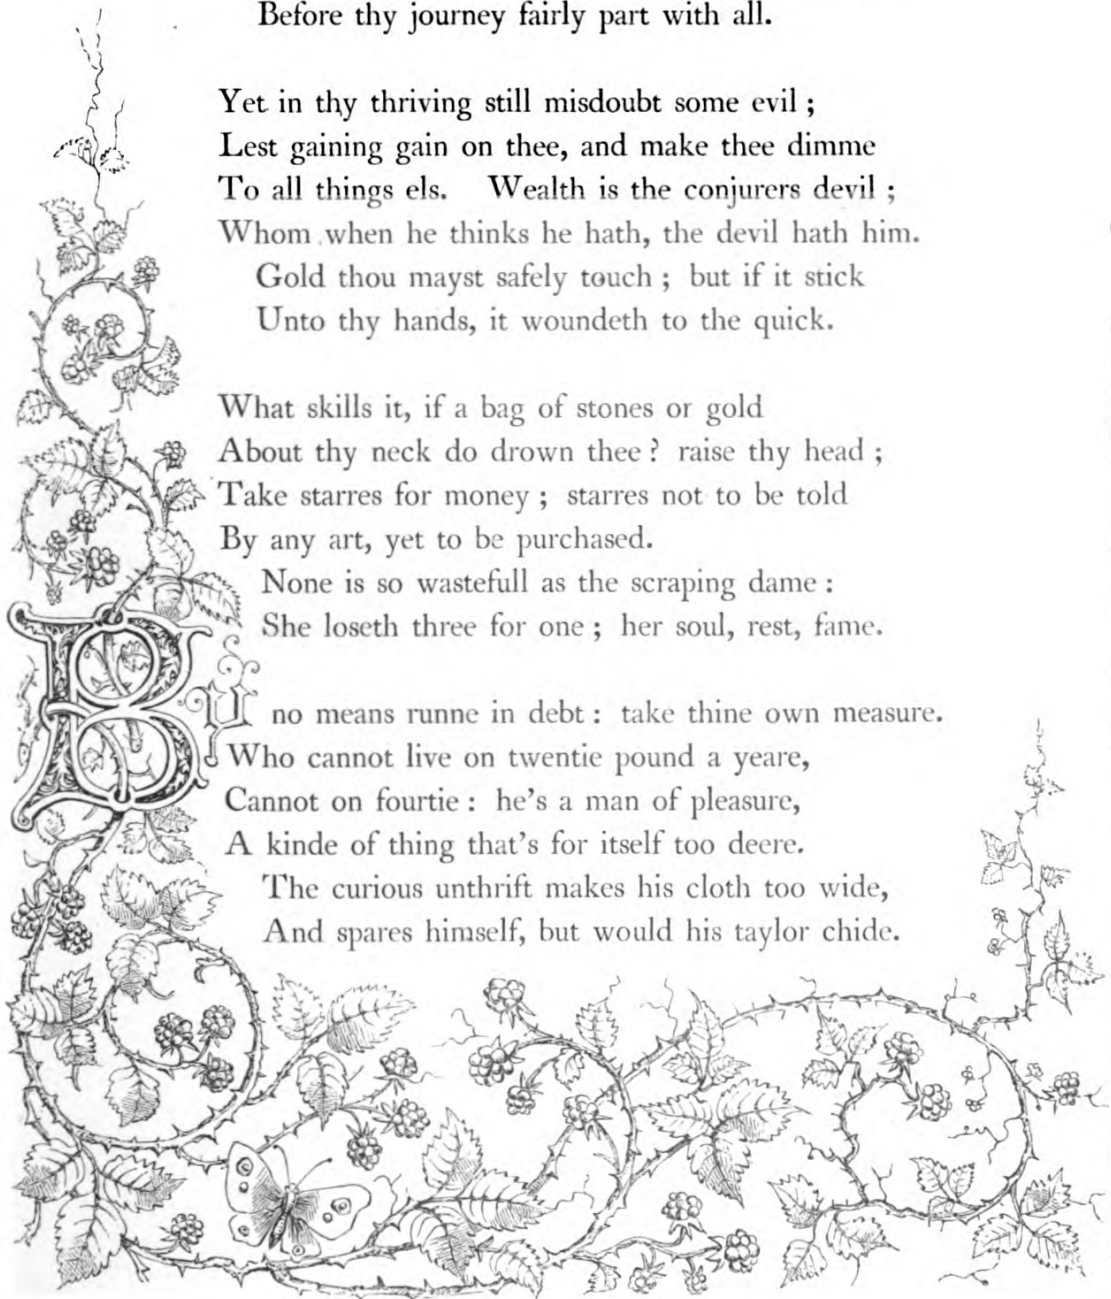 Before thy journey fairly part with all.
Yet in thy thriving still misdoubt some evil ;
Lest gaining gain on thee, and make thee dimme
To all things els. Wealth is the conjurers devil ;
Whom when he thinks he hath, the devil hath him.
Gold thou mayst safely touch ; but if it stick
Unto thy hands, it woundeth to the quick.
What skills it, if a bag of stones or gold
About thy neck do drown thee ? raise thy head ;
Take starres for money ; starres not to be told
By any art, yet to be purchased.
None is so wastefull as the scraping dame :
She loseth three for one ; her soul, rest, fame.
By no means runne in debt : take thine own measure.
Who cannot live on twentie pound a yeare,
Cannot on fourtie : he's a man of pleasure,
A kinde of thing that's for itself too deere.
The curious unthrift makes his cloth too wide,
And spares himself, but would his taylor chide.